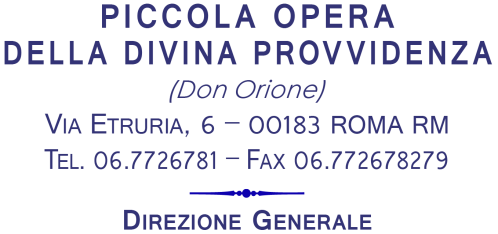 PICCOLA OPERA
DELLA DIVINA PROVVIDENZA
(Don Orione)
VIA ETRURIA, 6 – 00183 ROMA RM
TEL. 06.7726781 – FAX 06.772678279
DIREZIONE GENERALE